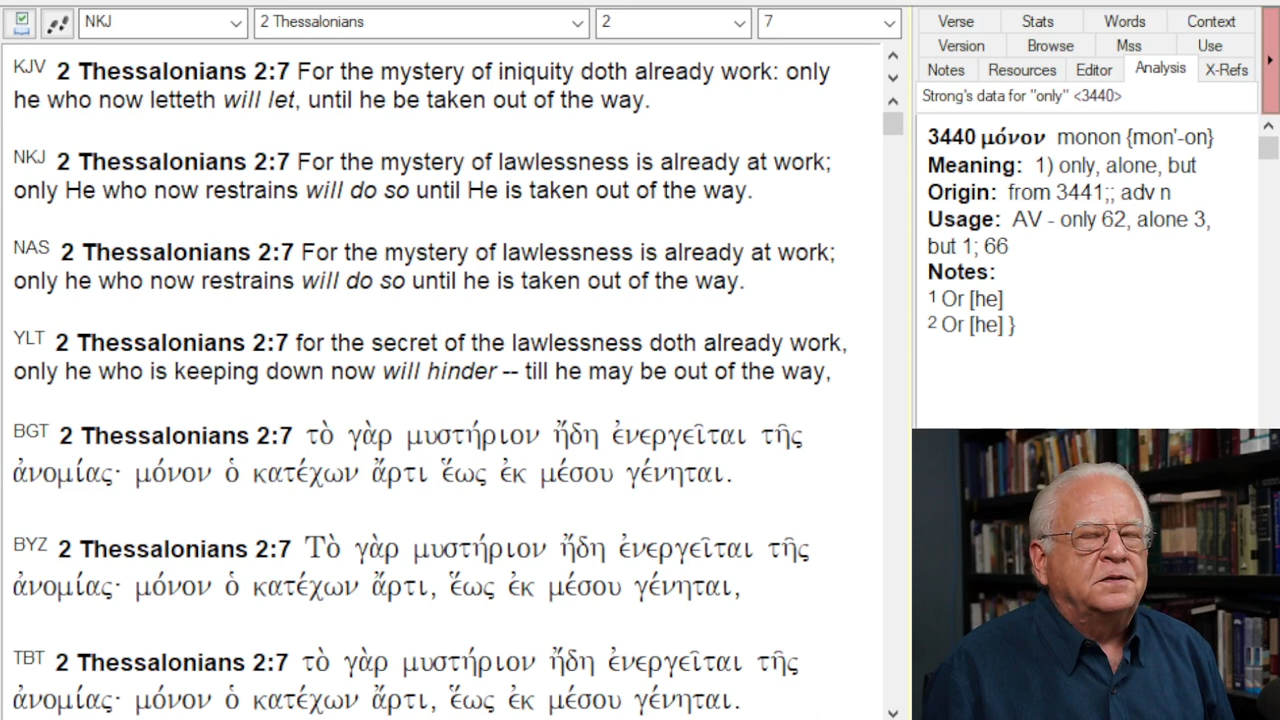 NKJ 2 Thessalonians 2 7
KJV 2 Thessalonians 2:7 For the mystery of iniquity doth already work: only
he who now letteth will let, until he be taken out of the way.
NKJ 2 Thessalonians 2:7 For the mystery of lawlessness is already at work;
only He who now restrains will do so until He is taken out of the way.
NAS 2 Thessalonians 2:7 For the mystery of lawlessness is already at work;
only he who now restrains will do so until he is taken out of the way.
YLT 2 Thessalonians 2:7 for the secret of the lawlessness doth already work,
only he who is keeping down now will hinder -- till he may be out of the way,
BGT 2 Thessalonians 2:7 τὸ γὰρ μυστήριον ἤδη ἐνεργεῖται τῆς
ἀνομίας· μόνον ὁ κατέχων ἄρτι ἕως ἐκ μέσου γένηται.
BYZ 2 Thessalonians 2:7 Τὸ γὰρ μυστήριον ἤδη ἐνεργεῖται τῆς
ἀνομίας· μόνον ὁ κατέχων ἄρτι, ἕως ἐκ μέσου γένηται,
TBT 2 Thessalonians 2:7 τὸ γὰρ μυστήριον ἤδη ἐνεργεῖται τῆς
ἀνομίας· μόνον ὁ κατέχων ἄρτι, ἕως ἐκ μέσου γένηται.
Verse Stats Words Context
Version Browse Mss Use
Notes Resources Editor Analysis X-Refs
Strong's data for "only" <3440>
3440 μόνον monon {mon'-on}
Meaning: 1) only, alone, but
Origin: from 3441;; adv n
Usage: AV - only 62, alone 3,
but 1; 66
Notes:
1 Or [he]
2 Or [he] }